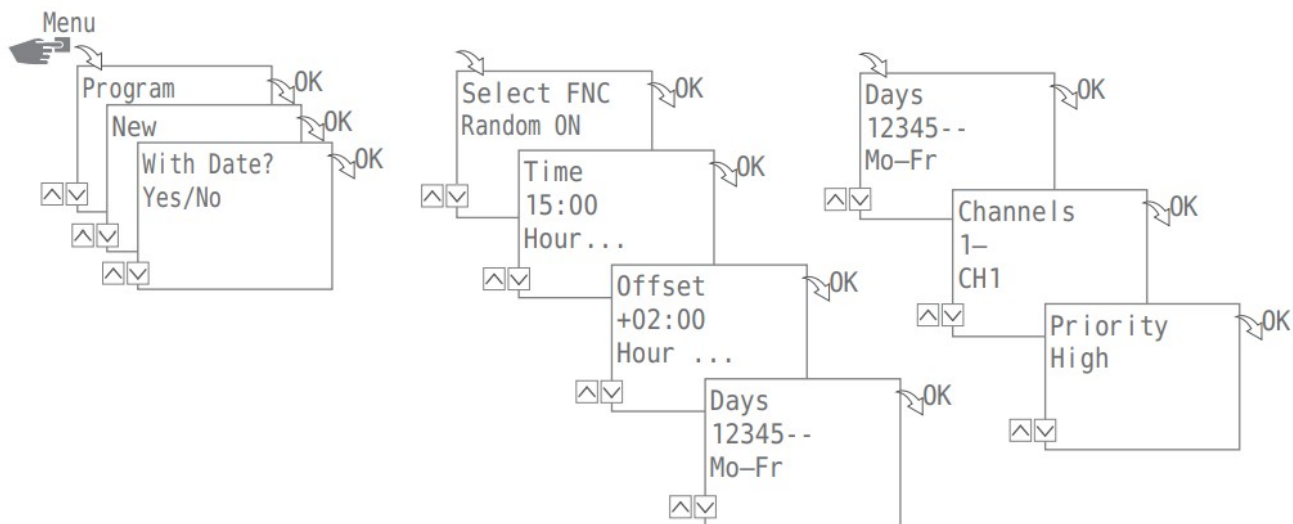 Menu
Program
OK
New
OK
With Date?
OK
Yes/No
Select FNC
OK
Random ON
Time
OK
15:00
Hour...
Offset
OK
+02:00
Hour ...
Days
OK
12345--
Mo–Fr
Days
OK
12345--
Mo–Fr
Channels
OK
1–
CH1
Priority
OK
High